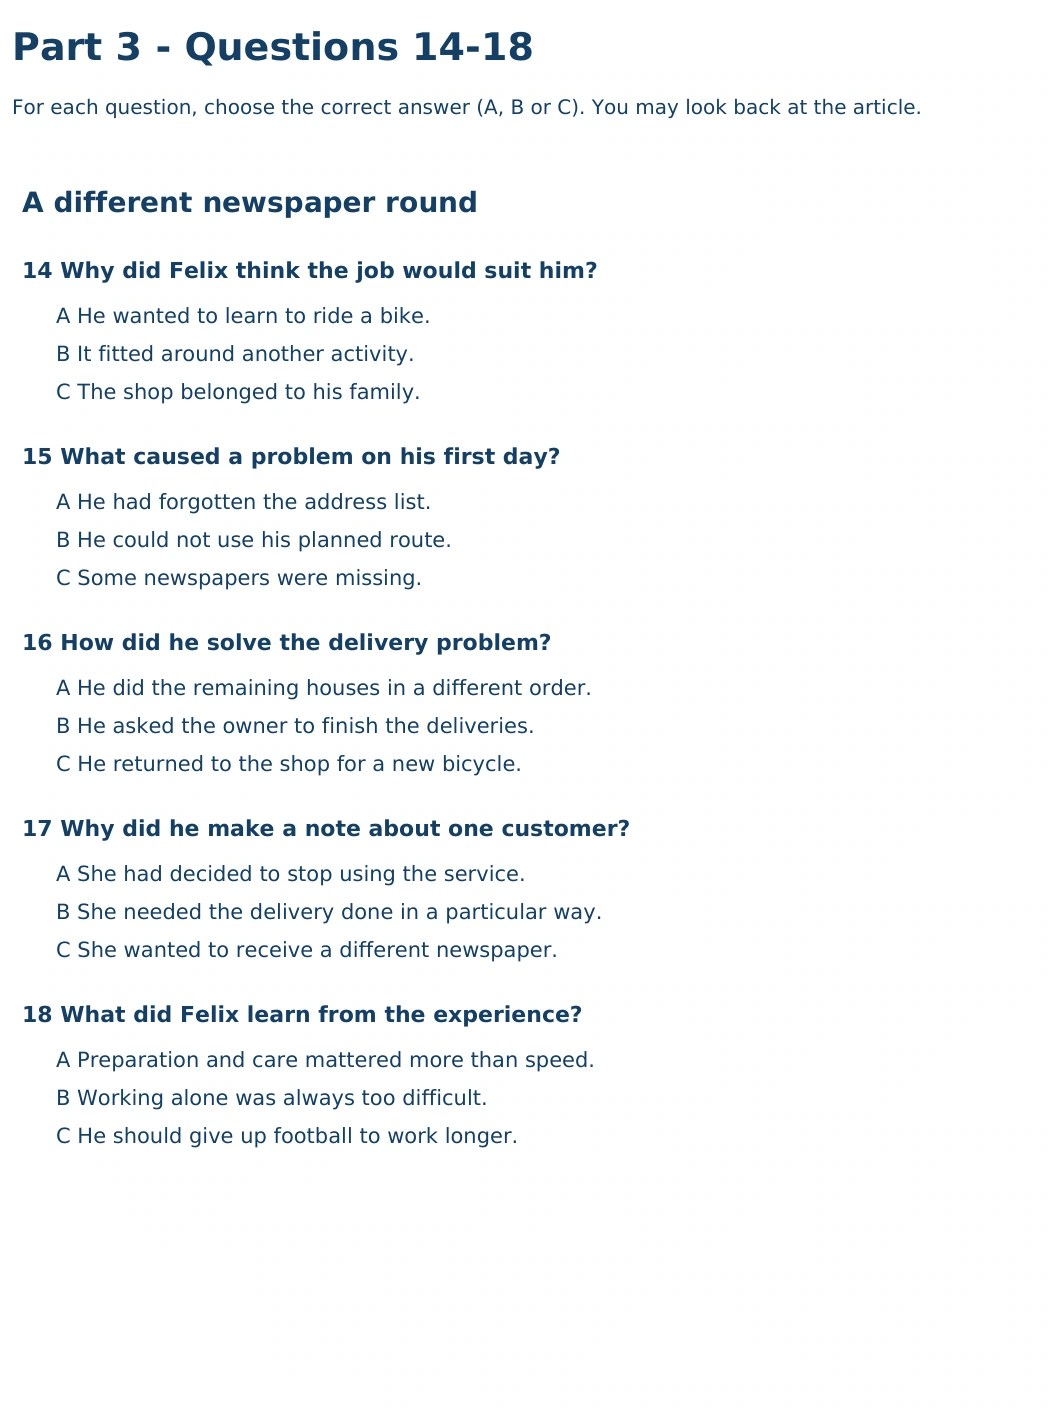 Part 3 - Questions 14-18
For each question, choose the correct answer (A, B or C). You may look back at the article.
A different newspaper round
14 Why did Felix think the job would suit him?
A He wanted to learn to ride a bike.
B It fitted around another activity.
C The shop belonged to his family.
15 What caused a problem on his first day?
A He had forgotten the address list.
B He could not use his planned route.
C Some newspapers were missing.
16 How did he solve the delivery problem?
A He did the remaining houses in a different order.
B He asked the owner to finish the deliveries.
C He returned to the shop for a new bicycle.
17 Why did he make a note about one customer?
A She had decided to stop using the service.
B She needed the delivery done in a particular way.
C She wanted to receive a different newspaper.
18 What did Felix learn from the experience?
A Preparation and care mattered more than speed.
B Working alone was always too difficult.
C He should give up football to work longer.